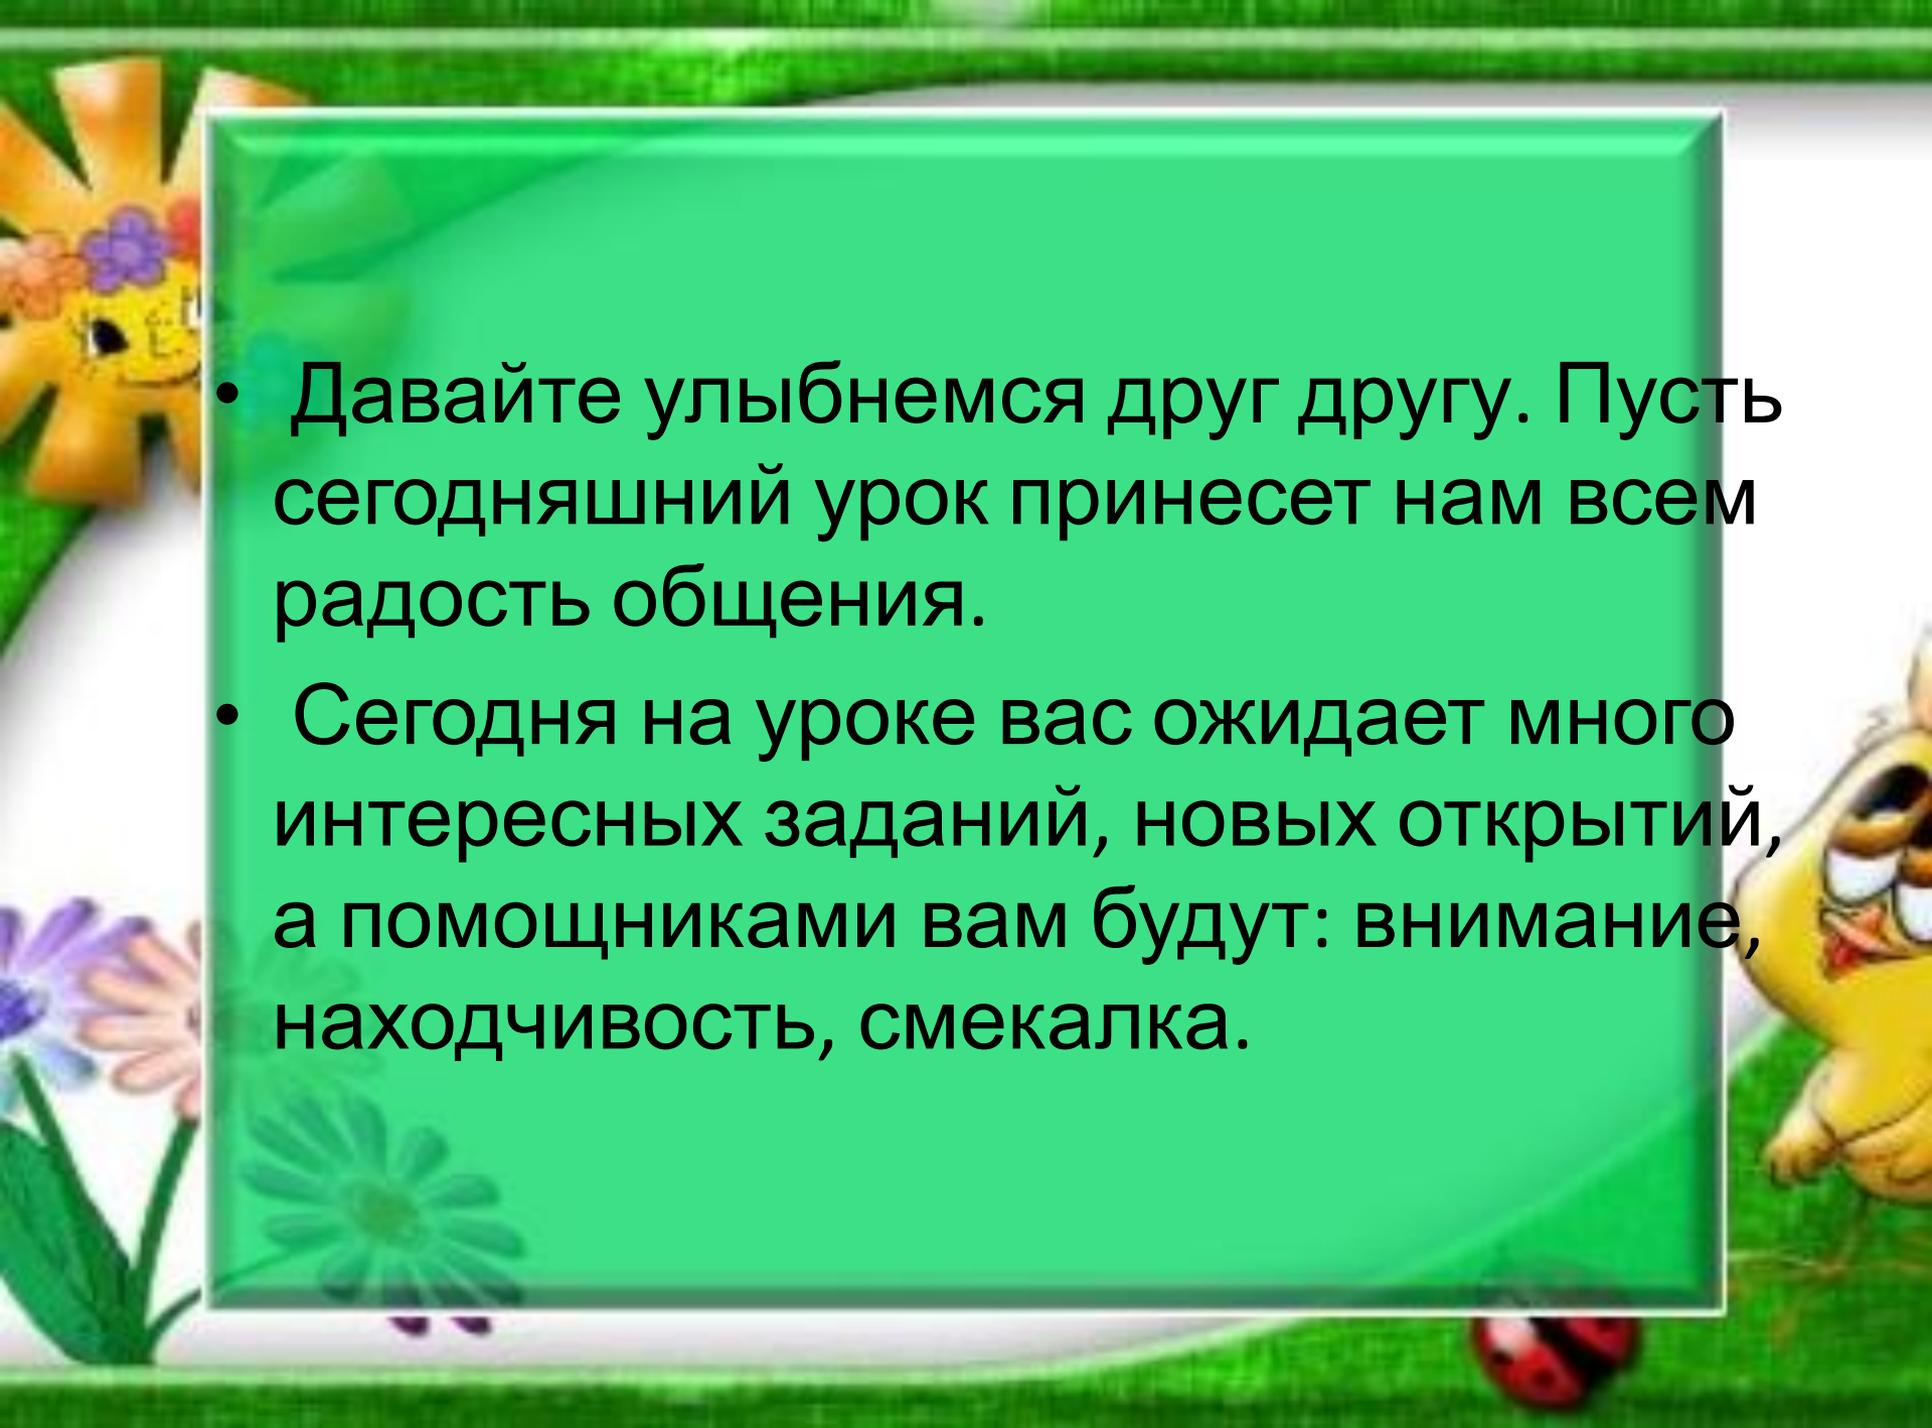 • Давайте улыбнемся друг другу. Пусть
сегодняшний урок принесет нам всем
радость общения.
• Сегодня на уроке вас ожидает много
интересных заданий, новых открытий,
а помощниками вам будут: внимание,
находчивость, смекалка.